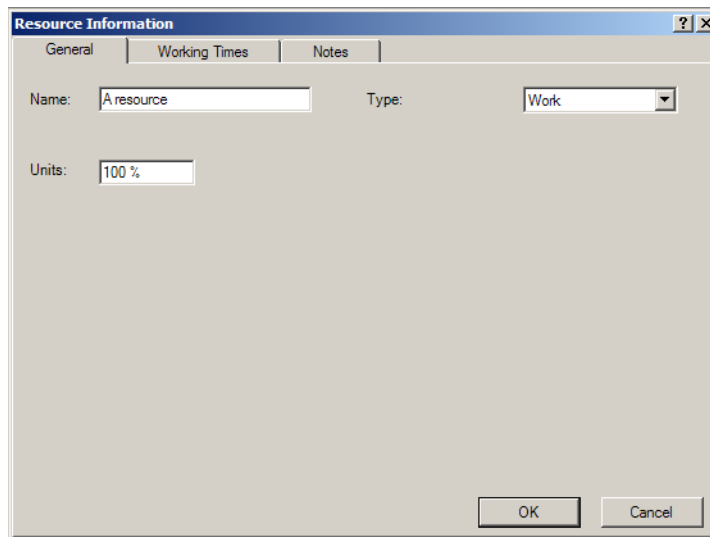 Resource Information
General Working Times Notes
Name: A resource Type: Work
Units: 100 %
OK Cancel